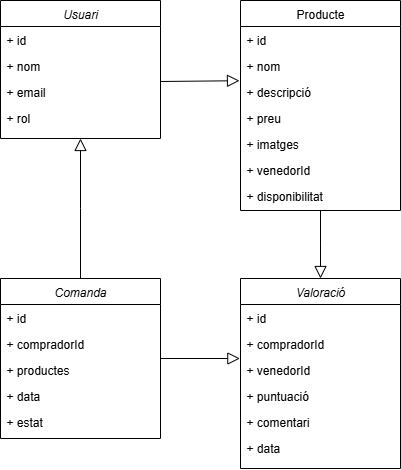 Usuari
+ id
+ nom
+ email
+ rol
Producte
+ id
+ nom
+ descripció
+ preu
+ imatges
+ venedorId
+ disponibilitat
Comanda
+ id
+ compradorId
+ productes
+ data
+ estat
Valoració
+ id
+ compradorId
+ venedorId
+ puntuació
+ comentari
+ data